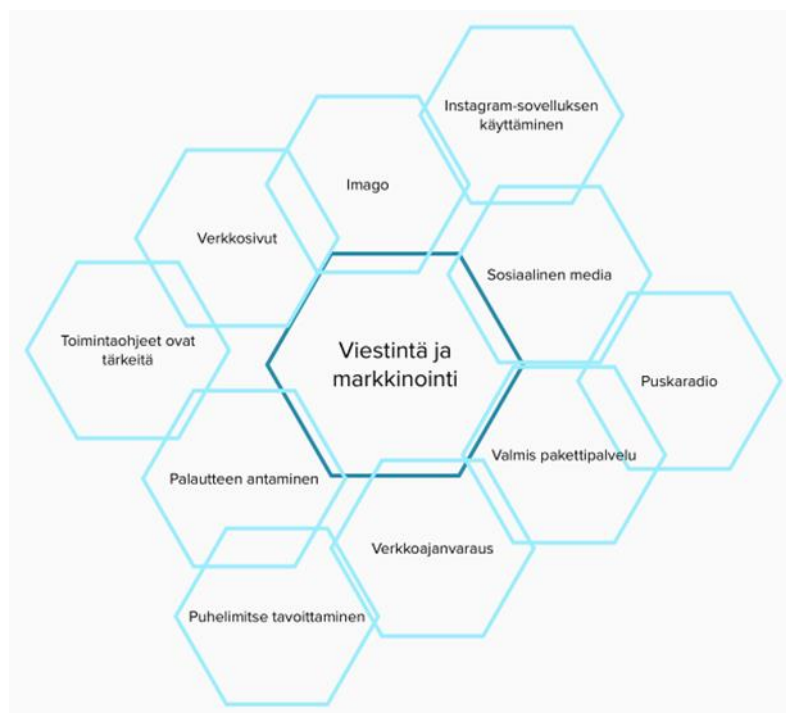 Instagram-sovelluksen
käyttäminen
Imago
Verkkosivut
Sosiaalinen media
Toimintaohjeet ovat
tärkeitä
Viestintä ja
markkinointi
Puskaradio
Valmis pakettipalvelu
Palautteen antaminen
Verkkoajanvaraus
Puhelimitse tavoittaminen